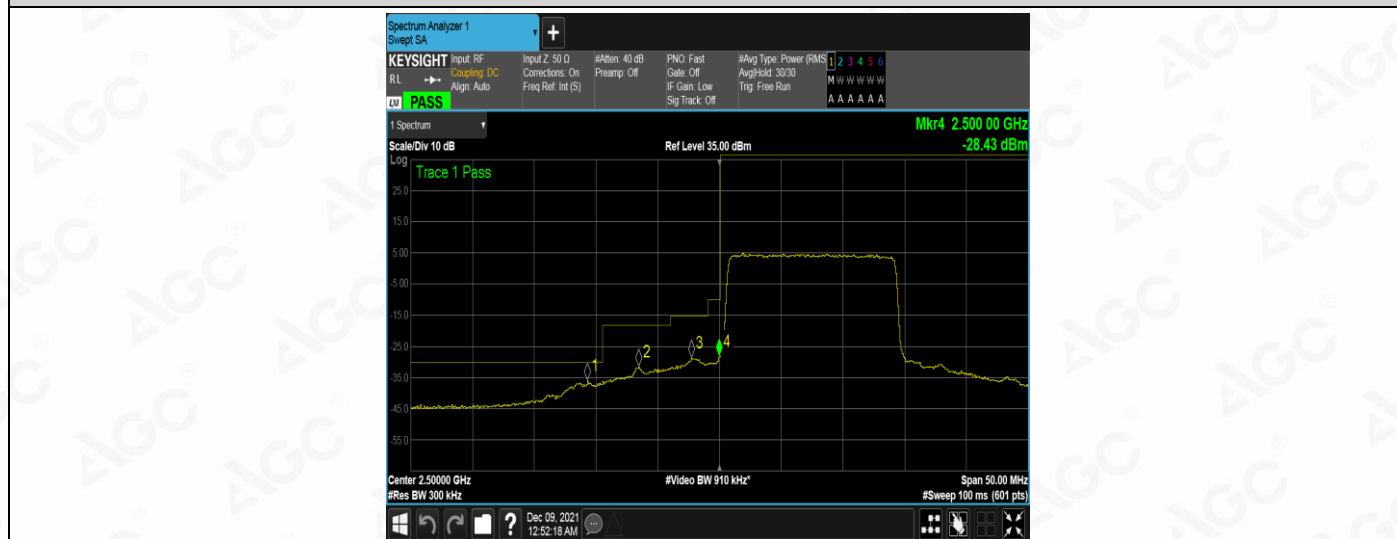 Spectrum Analyzer 1
Swept SA
+
KEYSIGHT
RL
LXI PASS
Input: RF
Coupling: DC
Align: Auto
Input Z: 50 Ω
Corrections: On
Freq Ref: Int (S)
#Atten: 40 dB
Preamp: Off
PNO: Fast
Gate: Off
IF Gain: Low
Sig Track: Off
#Avg Type: Power (RMS
Avg|Hold: 30/30
Trig: Free Run
1 2 3 4 5 6
M W W W W W
A A A A A A
1 Spectrum
Mkr4 2.500 00 GHz
Scale/Div 10 dB
Ref Level 35.00 dBm
-28.43 dBm
Log
Trace 1 Pass
25.0
15.0
5.00
-5.00
-15.0
-25.0
-35.0
-45.0
-55.0
1
2
3
4
Center 2.50000 GHz
#Video BW 910 kHz*
Span 50.00 MHz
#Res BW 300 kHz
#Sweep 100 ms (601 pts)
?
Dec 09, 2021
12:52:18 AM
AGC